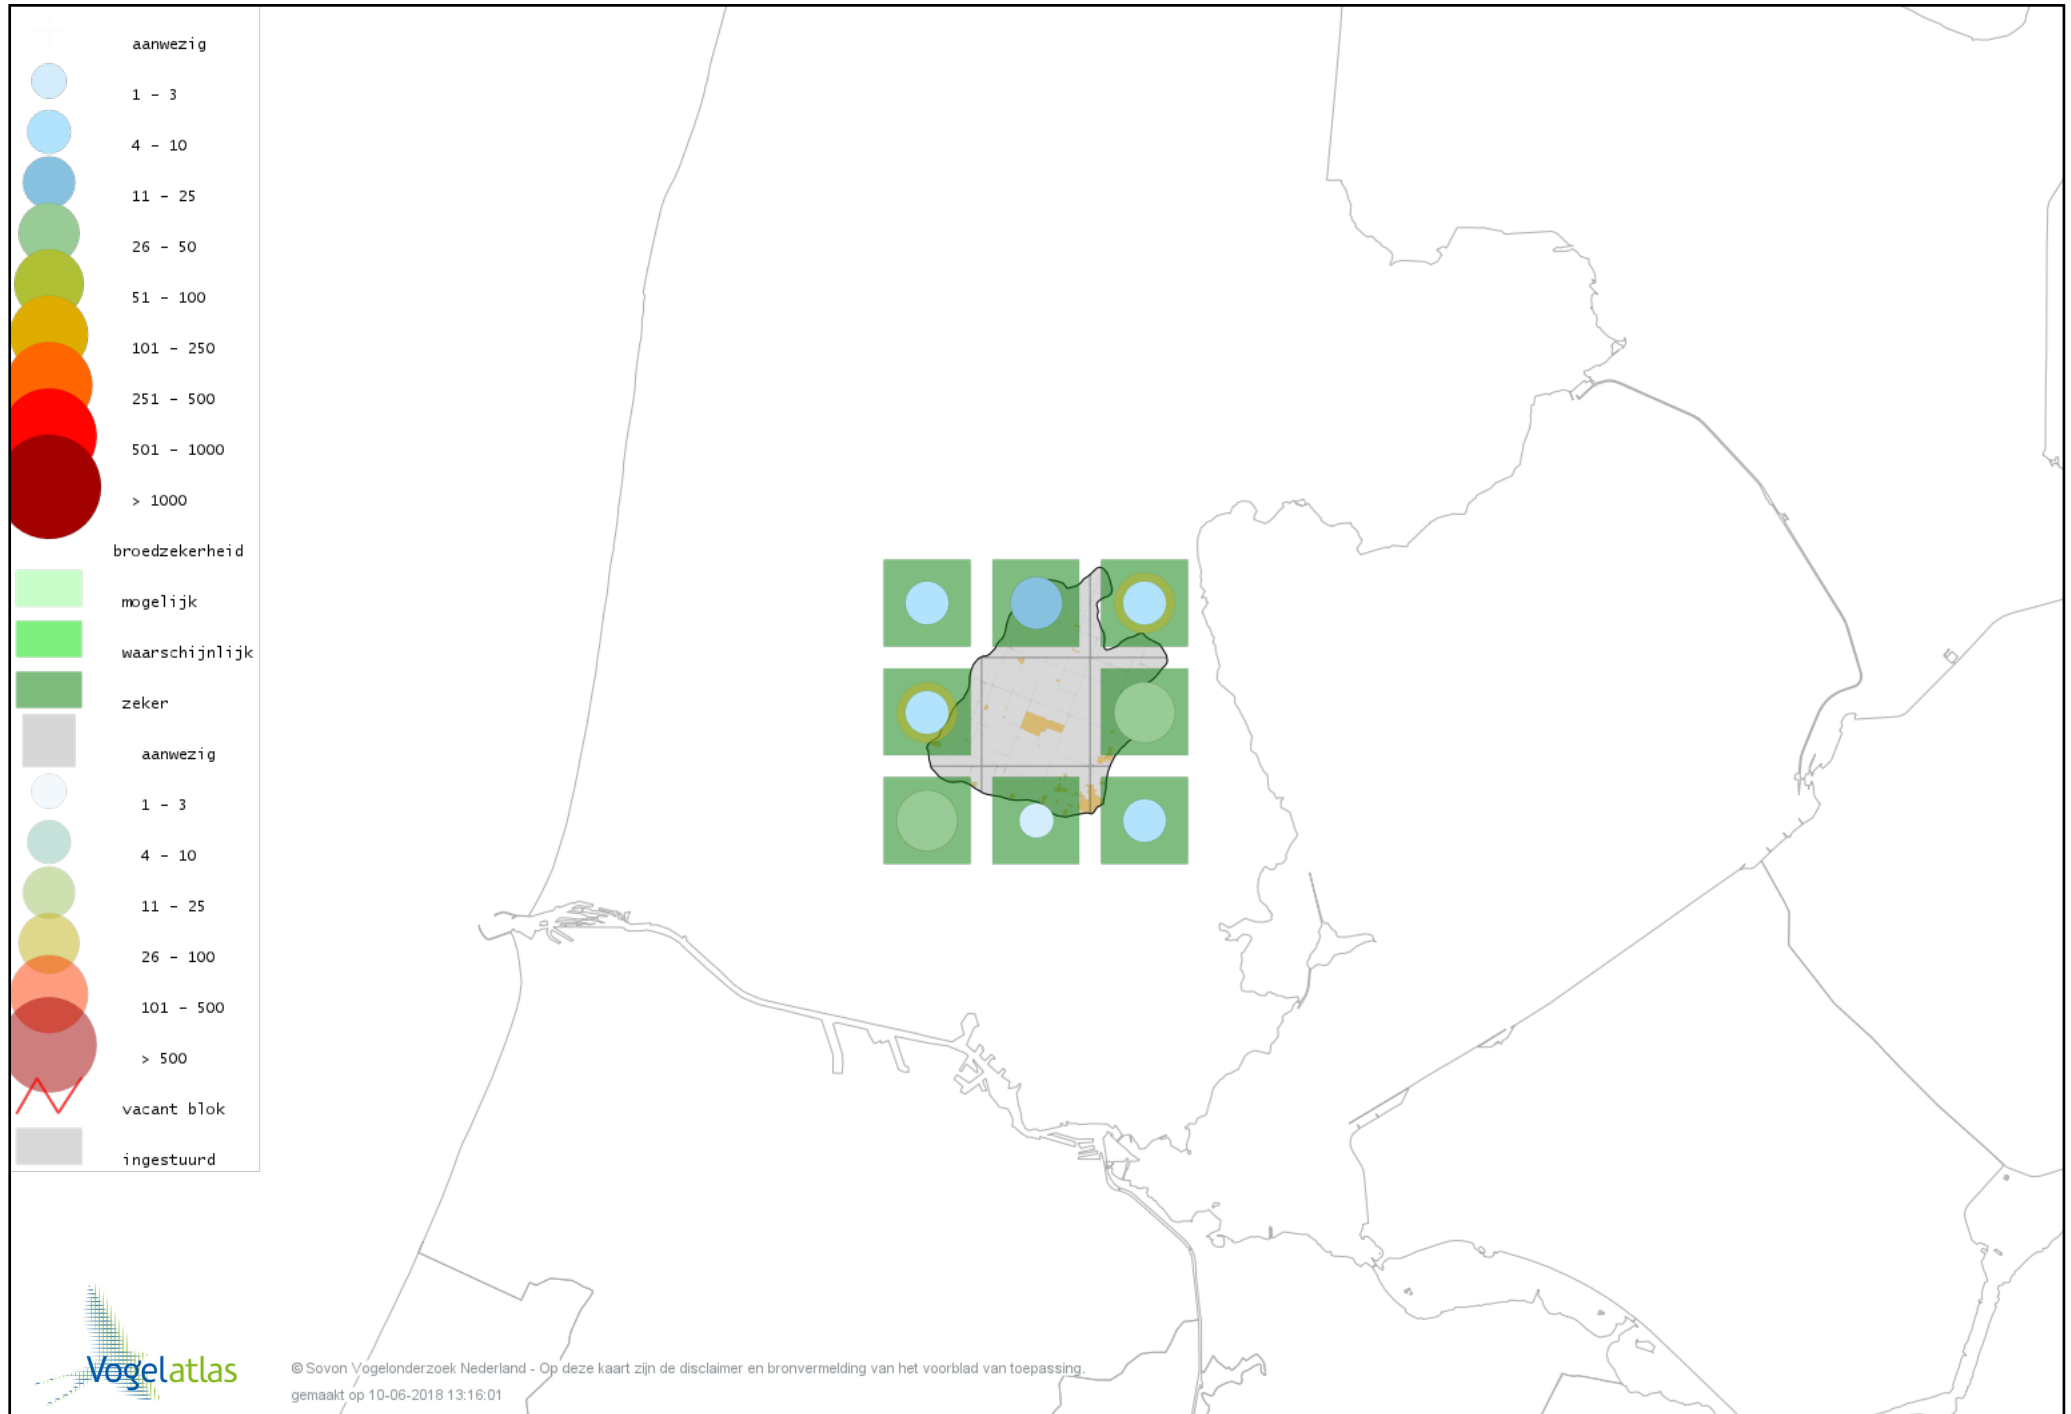 aanwezig
1 - 3
4 - 10
11 - 25
26 - 50
51 - 100
101 - 250
251 - 500
501 - 1000
> 1000
broedzekerheid
mogelijk
waarschijnlijk
zeker
aanwezig
1 - 3
4 - 10
11 - 25
26 - 100
101 - 500
> 500
vacant blok
ingestuurd
Vogelatlas
© Sovon Vogelonderzoek Nederland - Op deze kaart zijn de disclaimer en bronvermelding van het voorblad van toepassing.
gemaakt op 10-06-2018 13:16:01